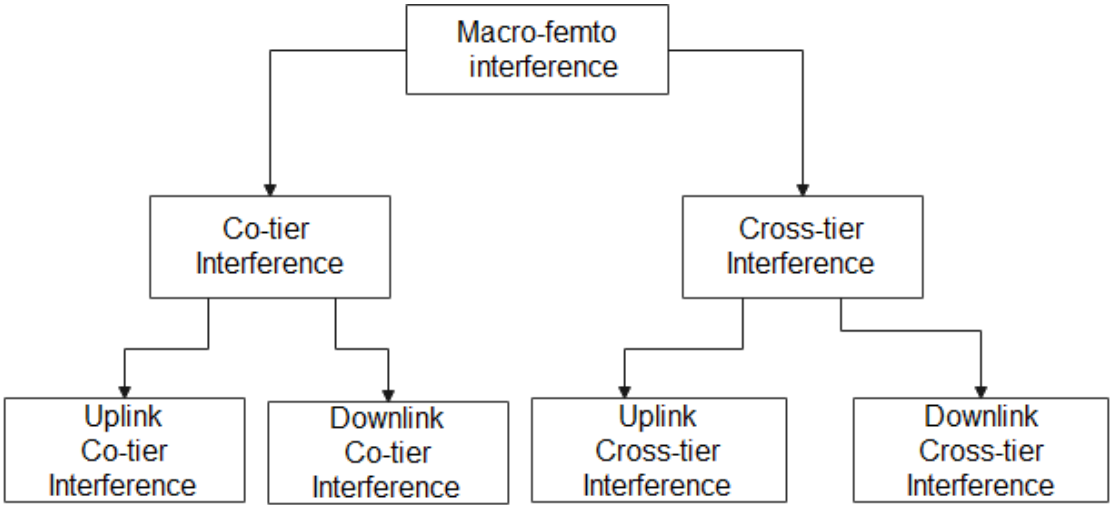 Macro-femto
interference
Co-tier
Interference
Cross-tier
Interference
Uplink
Co-tier
Interference
Downlink
Co-tier
Interference
Uplink
Cross-tier
Interference
Downlink
Cross-tier
Interference